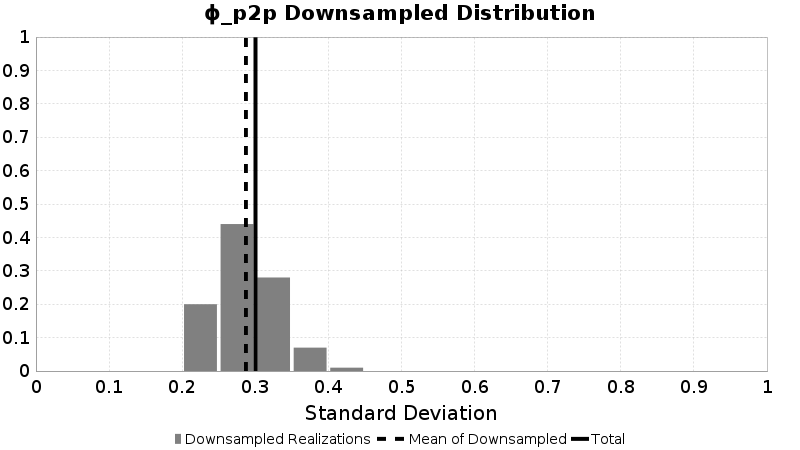 ϕ_p2p Downsampled Distribution
1
0.9
0.8
0.7
0.6
0.5
0.4
0.3
0.2
0.1
0
0 0.1 0.2 0.3 0.4 0.5 0.6 0.7 0.8 0.9 1
Standard Deviation
Downsampled Realizations Mean of Downsampled Total